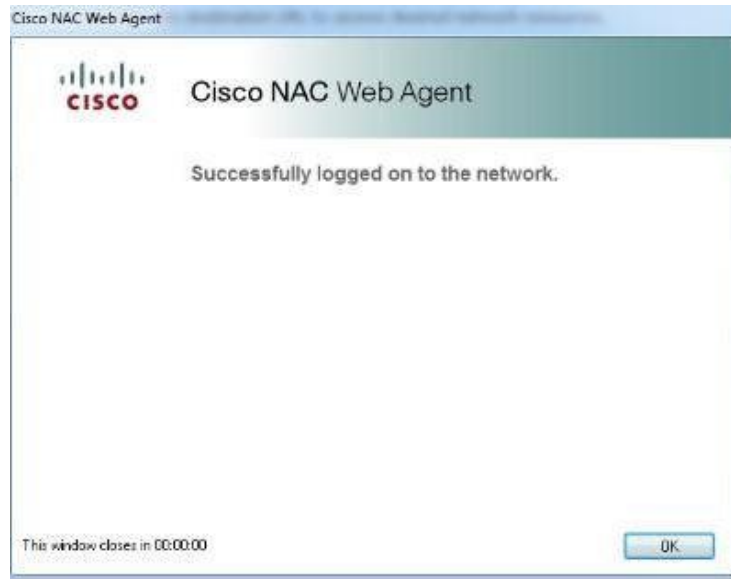 Cisco NAC Web Agent
CISCO
Cisco NAC Web Agent
Successfully logged on to the network.
This window closes in 00:00:00
OK